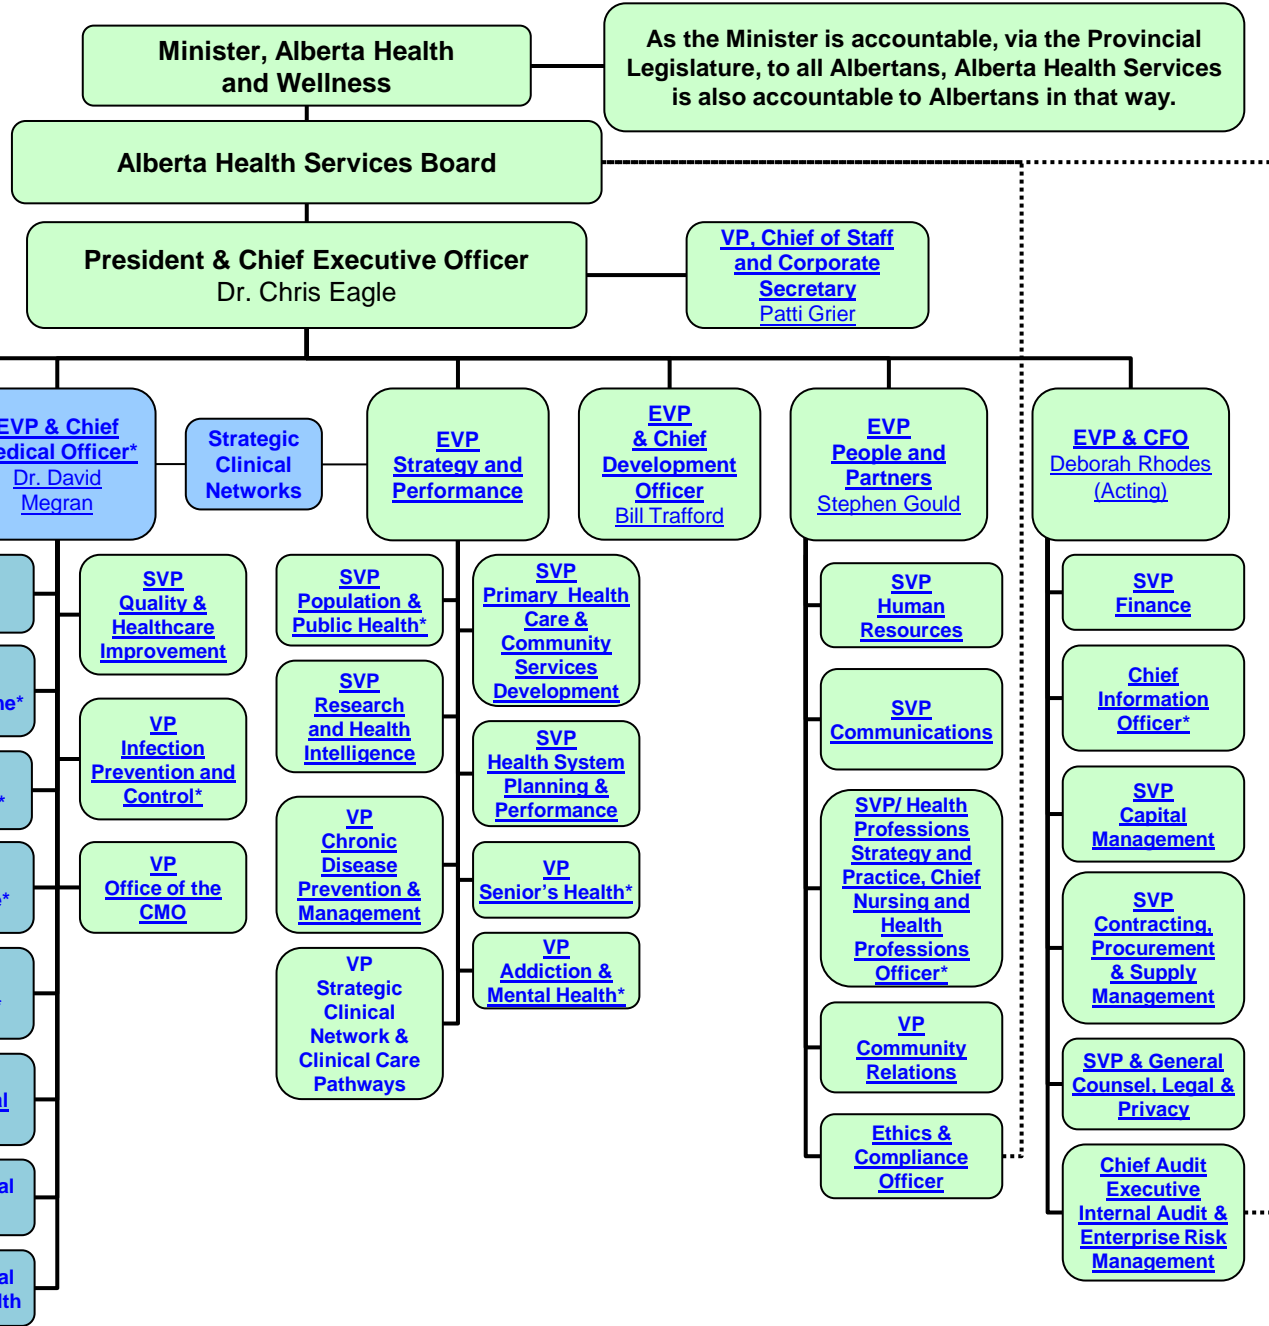 Minister, Alberta Health
and Wellness
As the Minister is accountable, via the Provincial
Legislature, to all Albertans, Alberta Health Services
is also accountable to Albertans in that way.
Alberta Health Services Board
President & Chief Executive Officer
Dr. Chris Eagle
VP, Chief of Staff
and Corporate
Secretary
Patti Grier
EVP & Chief
edical Officer*
Dr. David
Megran
Strategic
Clinical
Networks
EVP
Strategy and
Performance
EVP
& Chief
Development
Officer
Bill Trafford
EVP
People and
Partners
Stephen Gould
EVP & CFO
Deborah Rhodes
(Acting)
SVP
Quality &
Healthcare
Improvement
VP
Infection
Prevention and
Control*
VP
Office of the
CMO
SVP
Population &
Public Health*
SVP
Research
and Health
Intelligence
VP
Chronic
Disease
Prevention &
Management
VP
Strategic
Clinical
Network &
Clinical Care
Pathways
SVP
Primary Health
Care &
Community
Services
Development
SVP
Health System
Planning &
Performance
VP
Senior's Health*
VP
Addiction &
Mental Health*
SVP
Human
Resources
SVP
Communications
SVP/ Health
Professions
Strategy and
Practice, Chief
Nursing and
Health
Professions
Officer*
VP
Community
Relations
Ethics &
Compliance
Officer
SVP
Finance
Chief
Information
Officer*
SVP
Capital
Management
SVP
Contracting,
Procurement
& Supply
Management
SVP & General
Counsel, Legal &
Privacy
Chief Audit
Executive
Internal Audit &
Enterprise Risk
Management